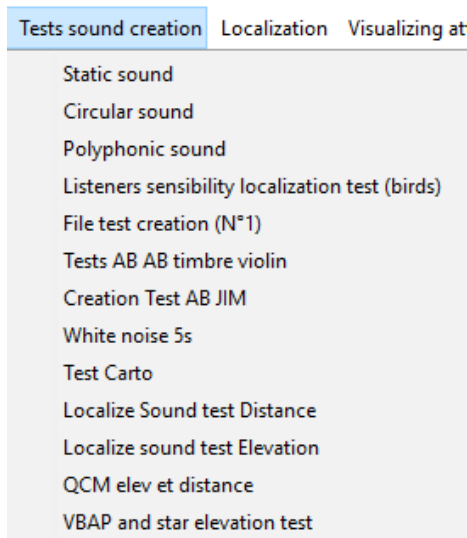 Tests sound creation Localization Visualizing
Static sound
Circular sound
Polyphonic sound
Listeners sensibility localization test (birds)
File test creation (N°1)
Tests AB AB timbre violin
Creation Test AB JIM
White noise 5s
Test Carto
Localize Sound test Distance
Localize sound test Elevation
QCM elev et distance
VBAP and star elevation test